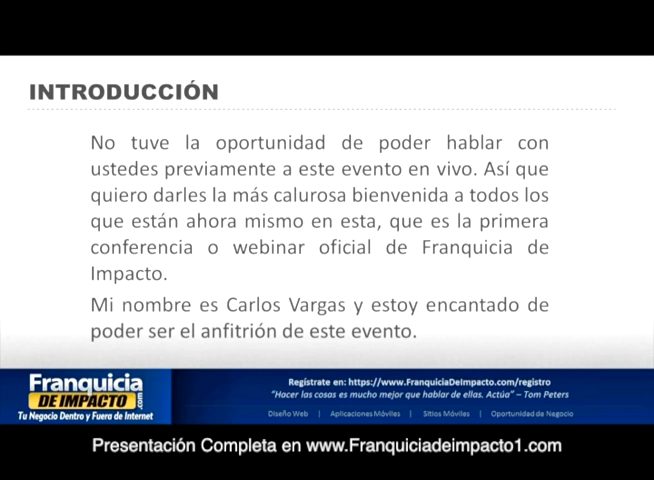 INTRODUCCIÓN
No tuve la oportunidad de poder hablar con
ustedes previamente a este evento en vivo. Así que
quiero darles la más calurosa bienvenida a todos los
que están ahora mismo en esta, que es la primera
conferencia o webinar oficial de Franquicia de
Impacto.
Mi nombre es Carlos Vargas y estoy encantado de
poder ser el anfitrión de este evento.
Franquicia
DE IMPACTO
.com
Tu Negocio Dentro y Fuera de Internet
Regístrate en: https://www.FranquiciaDeImpacto.com/registro
"Hacer las cosas es mucho mejor que hablar de ellas. Actúa" – Tom Peters
Diseño Web | Aplicaciones Móviles | Sitios Móviles | Oportunidad de Negocio
Presentación Completa en www.Franquiciadeimpacto1.com